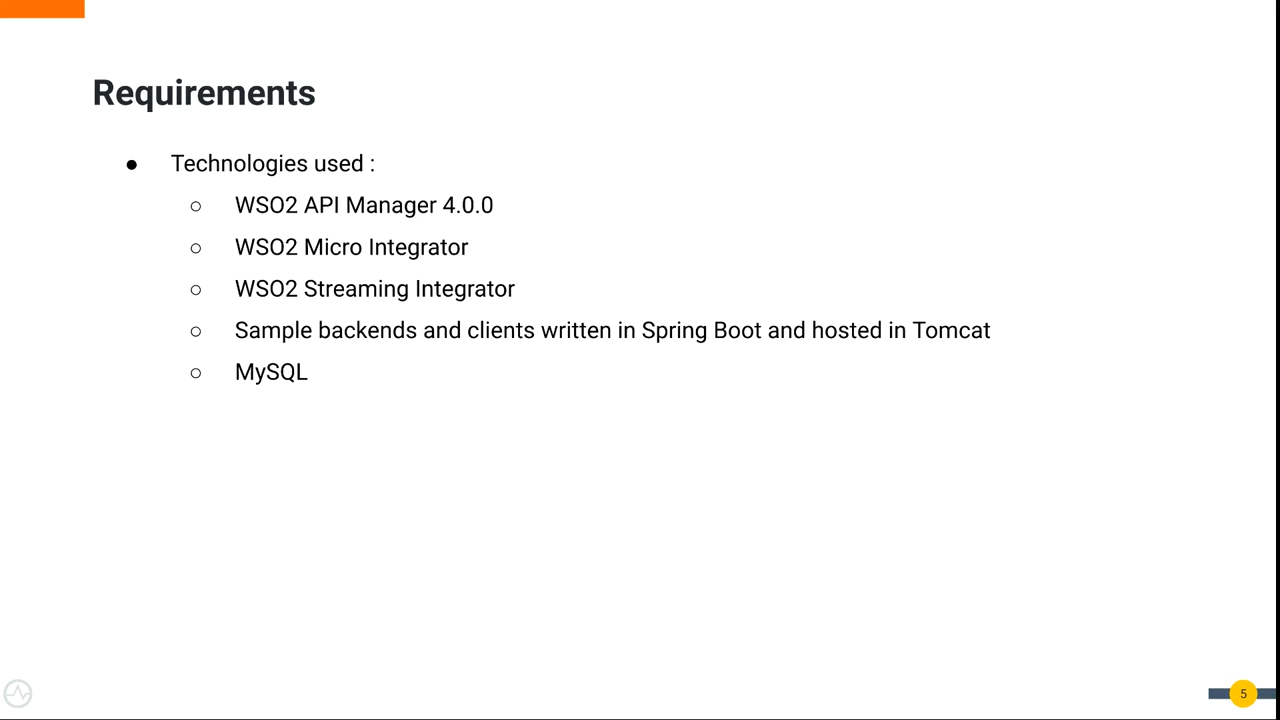 Requirements
● Technologies used :
○ WSO2 API Manager 4.0.0
○ WSO2 Micro Integrator
○ WSO2 Streaming Integrator
○ Sample backends and clients written in Spring Boot and hosted in Tomcat
○ MySQL
5